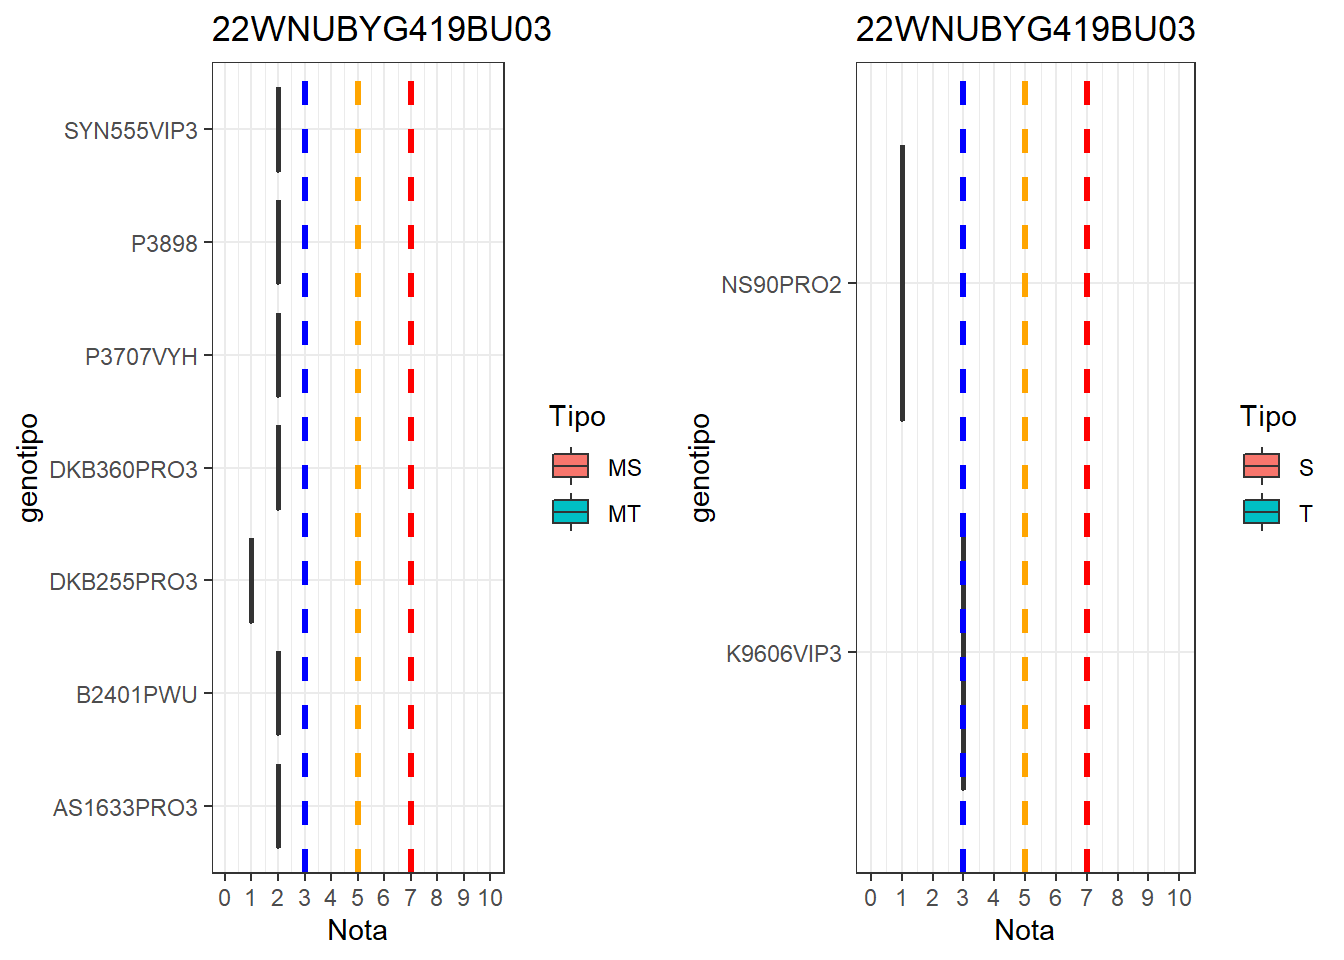 22WNUBYG419BU03
SYN555VIP3
P3898
P3707VYH
DKB360PRO3
DKB255PRO3
B2401PWU
AS1633PRO3
genotipo
0 1 2 3 4 5 6 7 8 9 10
Nota
Tipo
MS
MT
22WNUBYG419BU03
NS90PRO2
K9606VIP3
genotipo
0 1 2 3 4 5 6 7 8 9 10
Nota
Tipo
S
T